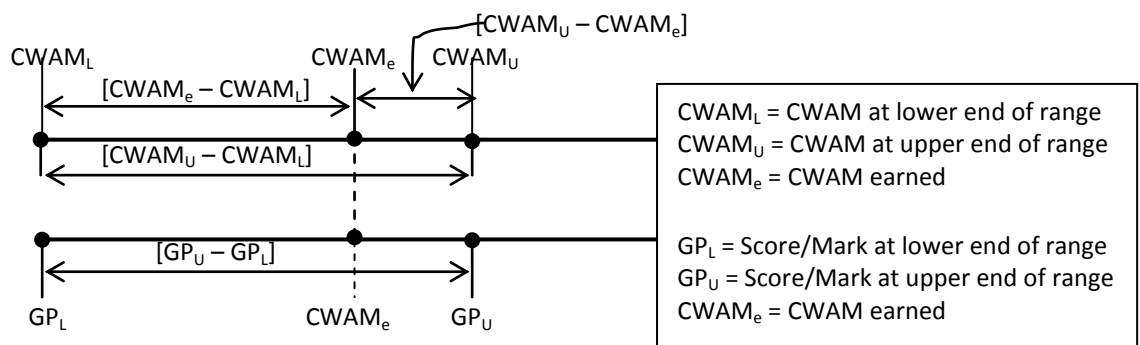 [CWAMU – CWAMe]
CWAML CWAMe CWAMU
[CWAMe – CWAML]
[CWAMU – CWAML]
[GPU – GPL]
GPL CWAMe GPU
CWAML = CWAM at lower end of range
CWAMU = CWAM at upper end of range
CWAMe = CWAM earned
GPL = Score/Mark at lower end of range
GPU = Score/Mark at upper end of range
CWAMe = CWAM earned